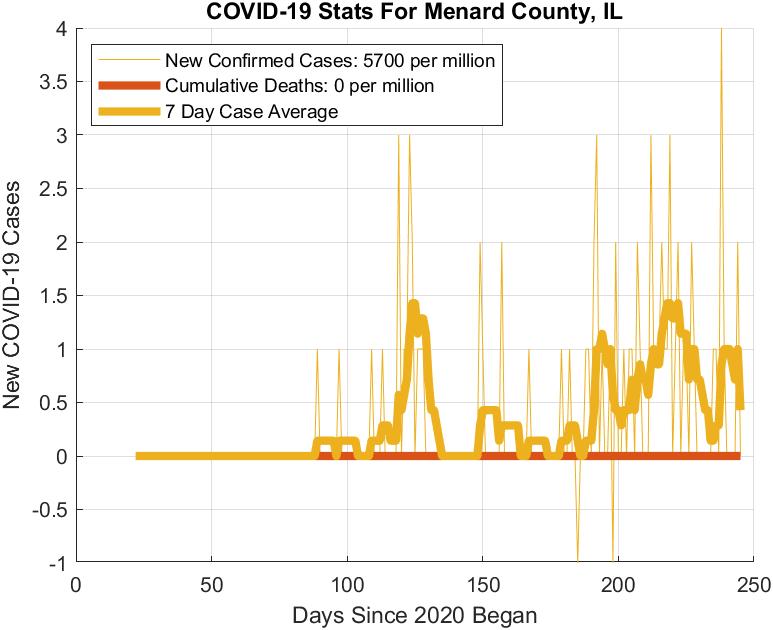 COVID-19 Stats For Menard County, IL
New Confirmed Cases: 5700 per million
Cumulative Deaths: 0 per million
7 Day Case Average
4
3.5
3
2.5
2
1.5
1
0.5
0
-0.5
-1
New COVID-19 Cases
0 50 100 150 200 250
Days Since 2020 Began